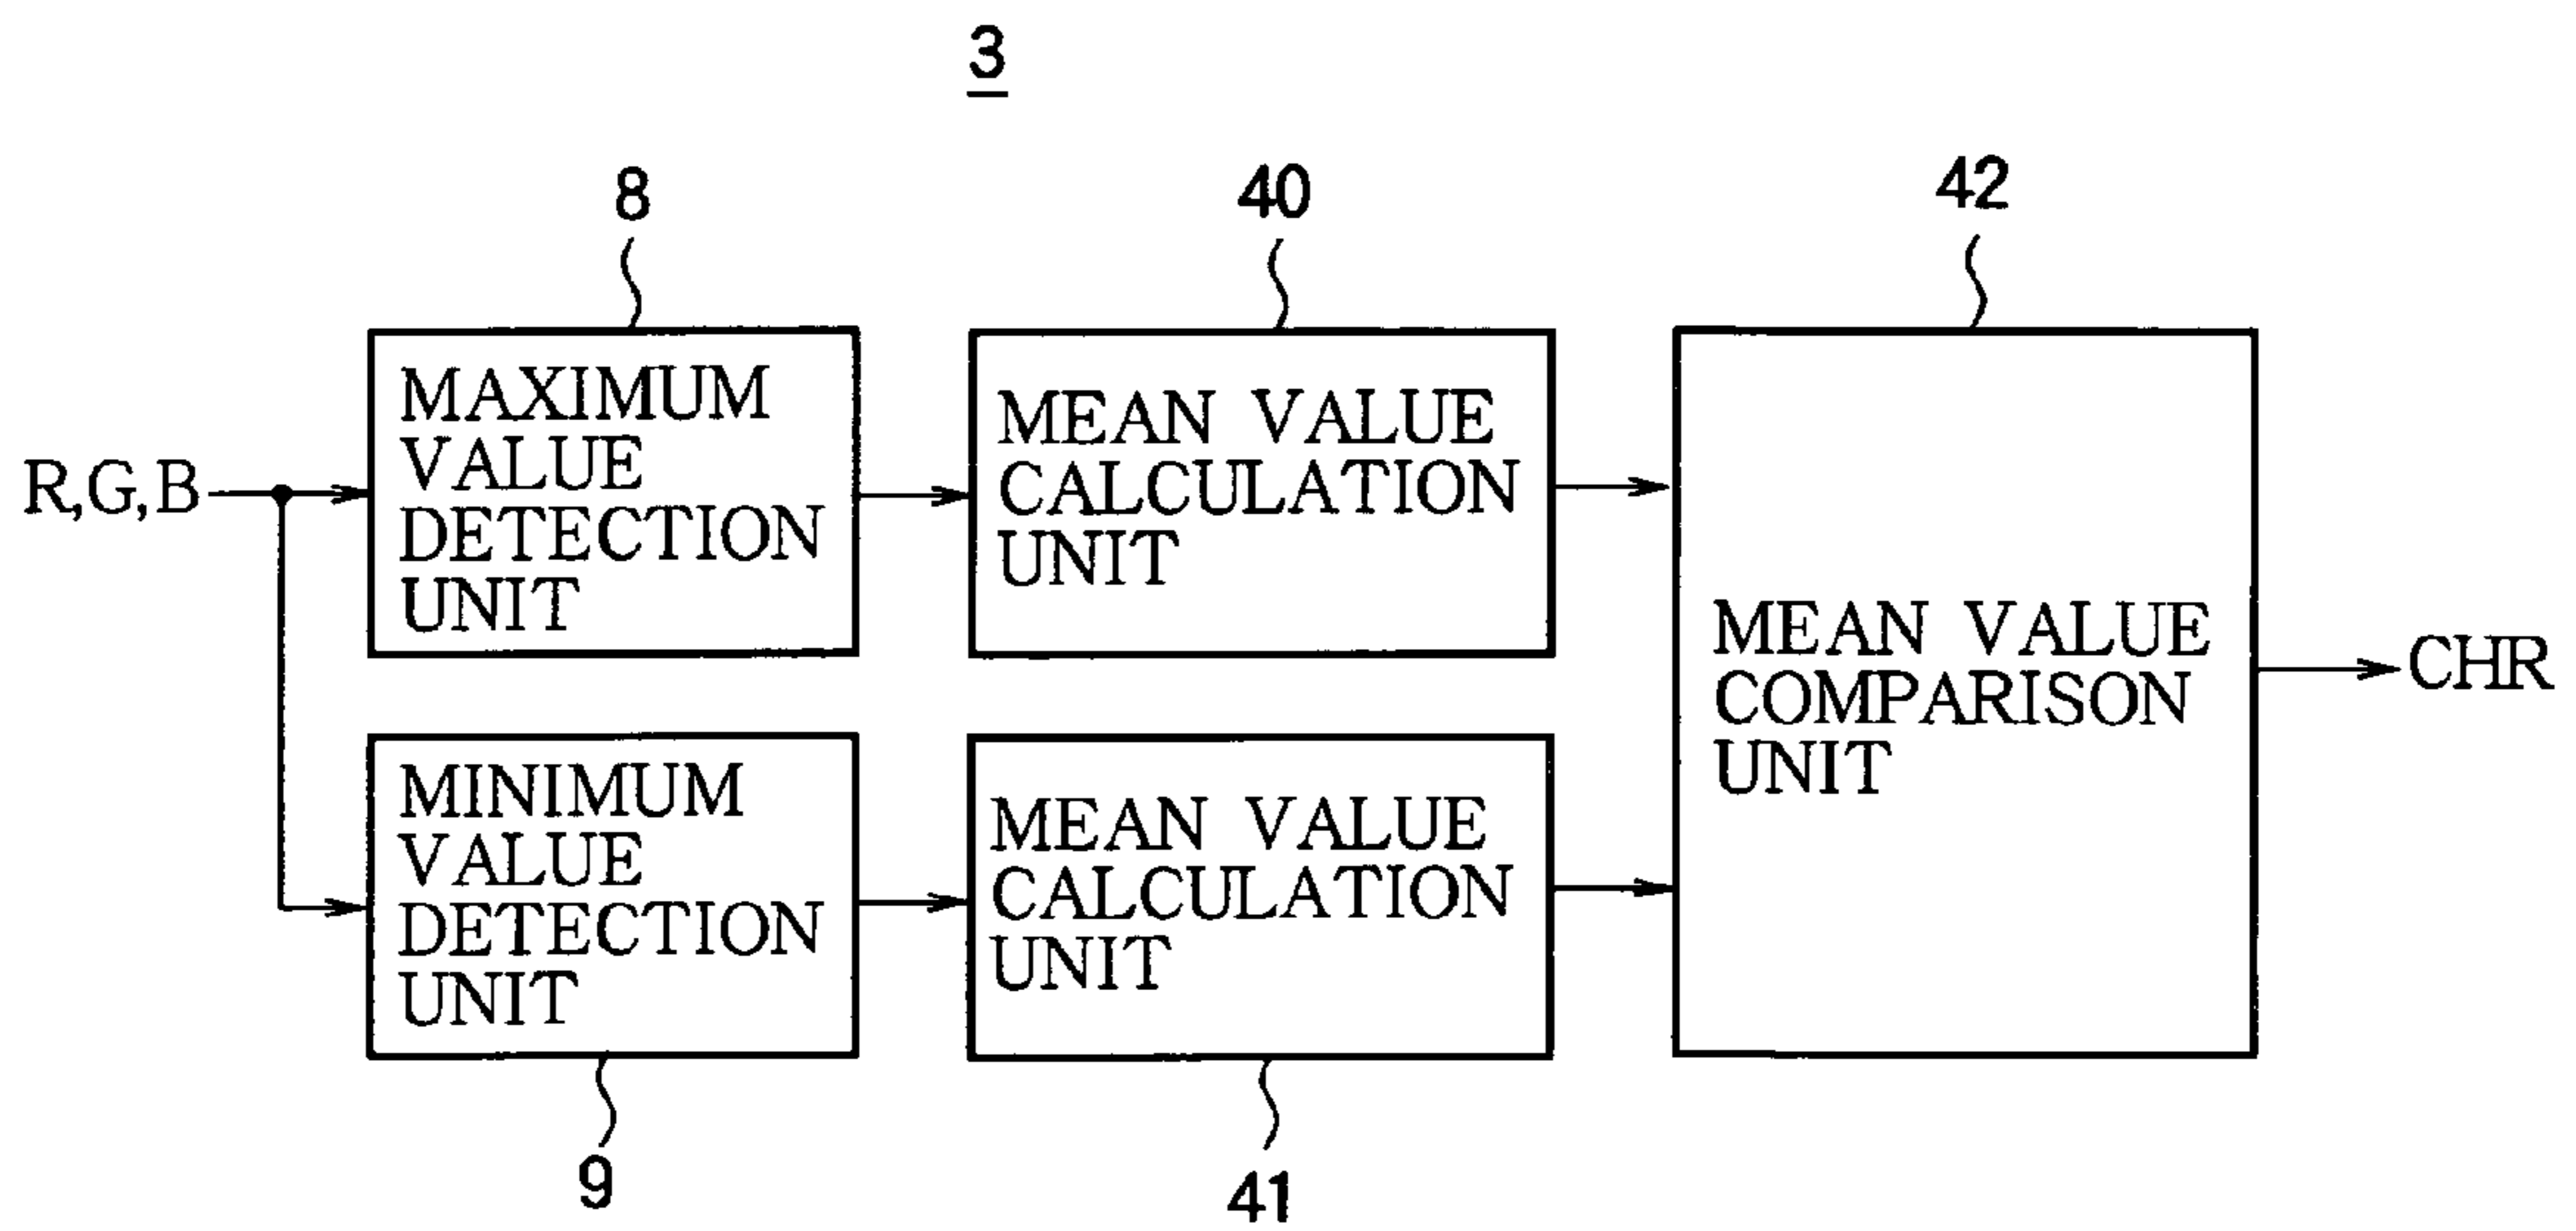 3
8
40
42
R,G,B
MAXIMUM
VALUE
DETECTION
UNIT
MEAN VALUE
CALCULATION
UNIT
MEAN VALUE
COMPARISON
UNIT
CHR
MINIMUM
VALUE
DETECTION
UNIT
MEAN VALUE
CALCULATION
UNIT
9
41